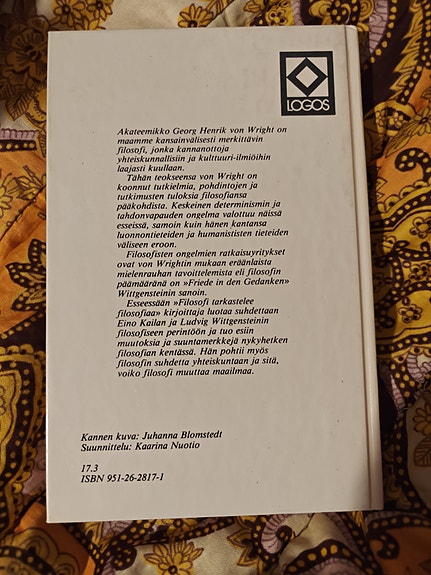 LOGOS
Akateemikko Georg Henrik von Wright on
maamme kansainvälisesti merkittävin
filosofi, jonka kannanottoja
yhteiskunnallisiin ja kulttuuri-ilmiöihin
laajasti kuullaan.
Tähän teokseensa von Wright on
koonnut tutkielmia, pohdintojen ja
tutkimusten tuloksia filosofiansa
pääkohdista. Keskeinen determinismin ja
tahdonvapauden ongelma valottuu näissä
esseissä, samoin kuin hänen kantansa
luonnontieteiden ja humanististen tieteiden
väliseen eroon.
Filosofisten ongelmien ratkaisuyritykset
ovat von Wrightin mukaan eräänlaista
mielenrauhan tavoittelemista eli filosofin
päämääränä on »Friede in den Gedanken»
Wittgensteinin sanoin.
Esseessään »Filosofi tarkastelee
filosofiaa» kirjoittaja luotaa suhdettaan
Eino Kailan ja Ludvig Wittgensteinin
filosofiseen perintöön ja tuo esiin
muutoksia ja suuntamerkkejä nykyhetken
filosofian kentässä. Hän pohtii myös
filosofin suhdetta yhteiskuntaan ja sitä,
voiko filosofi muuttaa maailmaa.
Kannen kuva: Juhanna Blomstedt
Suunnittelu: Kaarina Nuotio
17.3
ISBN 951-26-2817-1